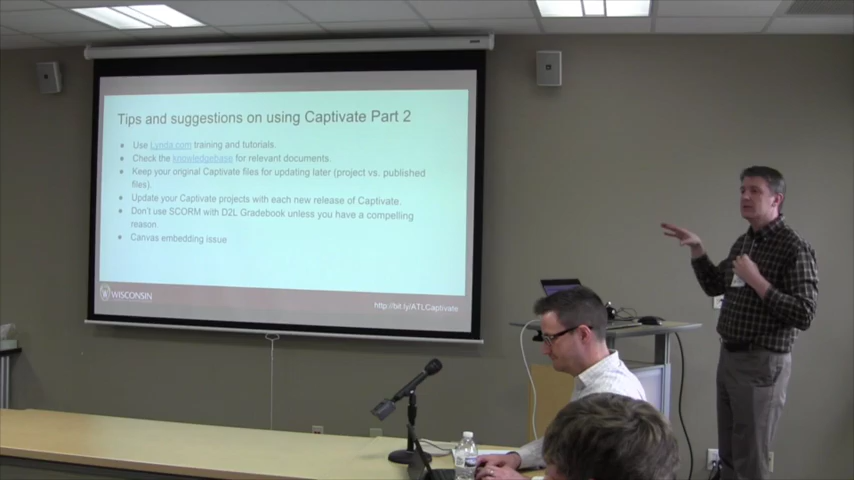 Tips and suggestions on using Captivate Part 2
● Use Lynda.com training and tutorials.
● Check the knowledgebase for relevant documents.
● Keep your original Captivate files for updating later (project vs. published
files).
● Update your Captivate projects with each new release of Captivate.
● Don't use SCORM with D2L Gradebook unless you have a compelling
reason.
● Canvas embedding issue
WISCONSIN
http://bit.ly/ATLCaptivate